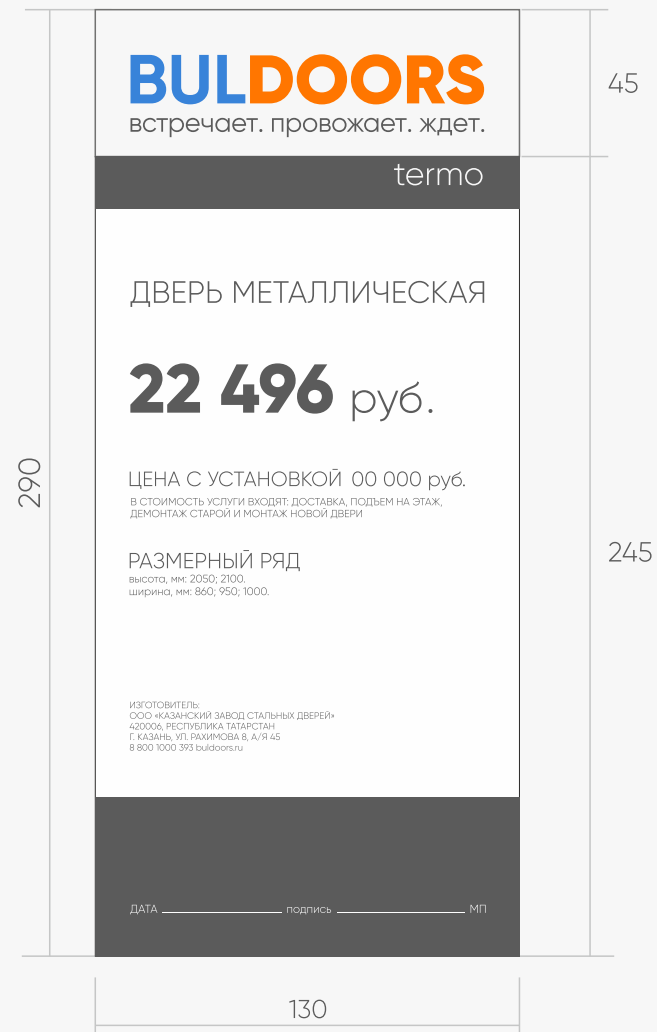 BULDOORS
45
встречает. провожает. ждет.
termo
ДВЕРЬ МЕТАЛЛИЧЕСКАЯ
22 496 руб.
290
ЦЕНА С УСТАНОВКОЙ 00 000 руб.
В СТОИМОСТЬ УСЛУГИ ВХОДЯТ: ДОСТАВКА, ПОДЪЕМ НА ЭТАЖ,
ДЕМОНТАЖ СТАРОЙ И МОНТАЖ НОВОЙ ДВЕРИ
245
РАЗМЕРНЫЙ РЯД
высота, мм: 2050; 2100.
ширина, мм: 860; 950; 1000.
ИЗГОТОВИТЕЛЬ:
ООО «КАЗАНСКИЙ ЗАВОД СТАЛЬНЫХ ДВЕРЕЙ»
420006, РЕСПУБЛИКА ТАТАРСТАН
Г. КАЗАНЬ, УЛ. РАХИМОВА 8, А/Я 45
8 800 1000 393 buldoors.ru
ДАТА подпись МП
130